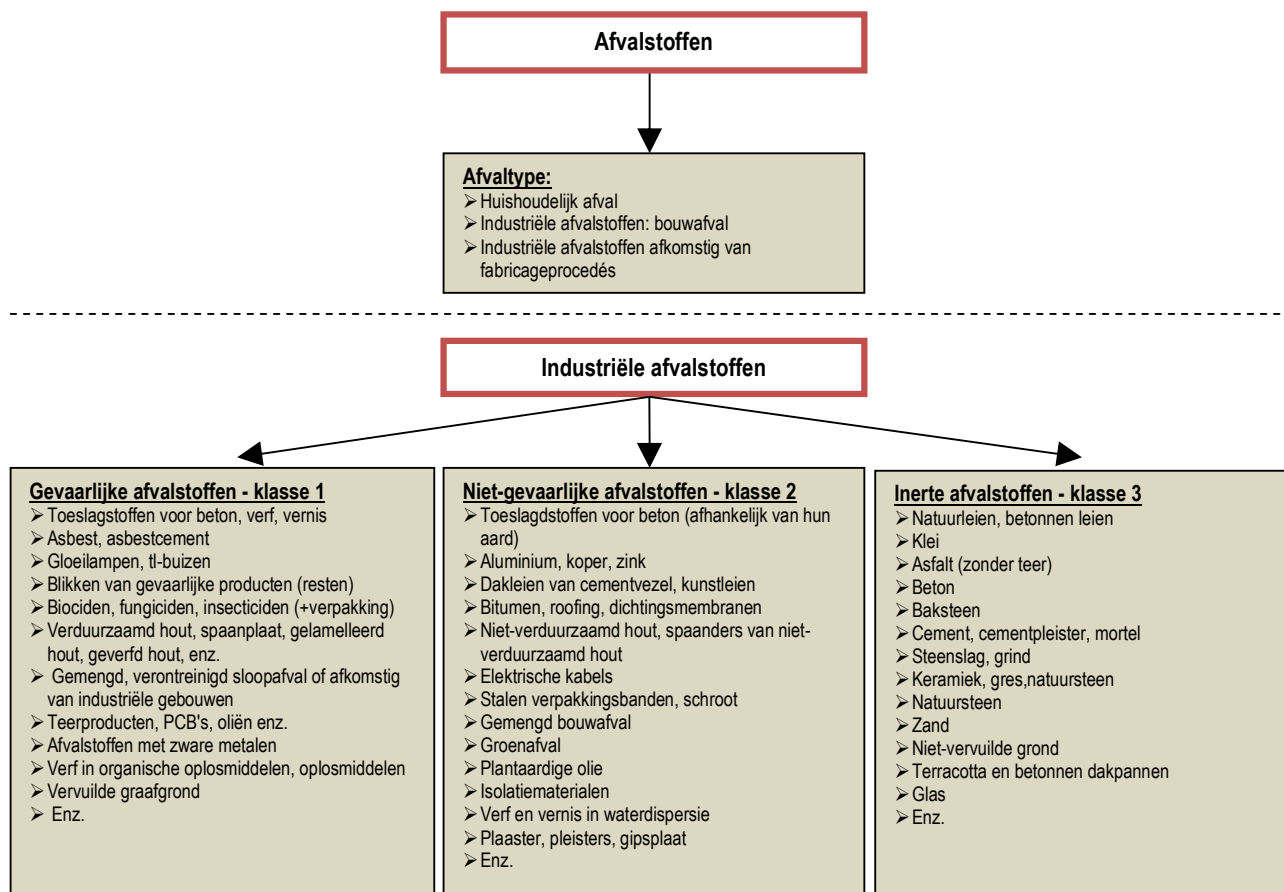 Afvalstoffen
Afvaltype:
➢ Huishoudelijk afval
➢ Industriële afvalstoffen: bouwafval
➢ Industriële afvalstoffen afkomstig van
fabricageprocedés
Industriële afvalstoffen
Gevaarlijke afvalstoffen - klasse 1
➢ Toeslagstoffen voor beton, verf, vernis
➢ Asbest, asbestcement
➢ Gloeilampen, tl-buizen
➢ Blikken van gevaarlijke producten (resten)
➢ Biociden, fungiciden, insecticiden (+verpakking)
➢ Verduurzaamd hout, spaanplaat, gelamelleerd
hout, geverfd hout, enz.
➢ Gemengd, verontreinigd sloopafval of afkomstig
van industriële gebouwen
➢ Teerproducten, PCB's, oliën enz.
➢ Afvalstoffen met zware metalen
➢ Verf in organische oplosmiddelen, oplosmiddelen
➢ Vervuilde graafgrond
➢ Enz.
Niet-gevaarlijke afvalstoffen - klasse 2
➢ Toeslagdstoffen voor beton (afhankelijk van hun
aard)
➢ Aluminium, koper, zink
➢ Dakleien van cementvezel, kunstleien
➢ Bitumen, roofing, dichtingsmembranen
➢ Niet-verduurzaamd hout, spaanders van niet-
verduurzaamd hout
➢ Elektrische kabels
➢ Stalen verpakkingsbanden, schroot
➢ Gemengd bouwafval
➢ Groenafval
➢ Plantaardige olie
➢ Isolatiematerialen
➢ Verf en vernis in waterdispersie
➢ Plaaster, pleisters, gipsplaat
➢ Enz.
Inerte afvalstoffen - klasse 3
➢ Natuurleien, betonnen leien
➢ Klei
➢ Asfalt (zonder teer)
➢ Beton
➢ Baksteen
➢ Cement, cementpleister, mortel
➢ Steenslag, grind
➢ Keramiek, gres,natuursteen
➢ Natuursteen
➢ Zand
➢ Niet-vervuilde grond
➢ Terracotta en betonnen dakpannen
➢ Glas
➢ Enz.